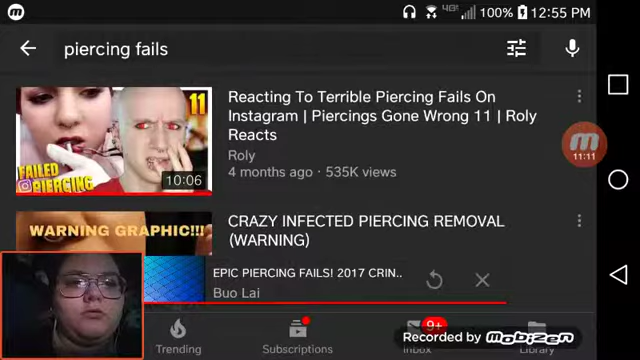 100% 12:55 PM
piercing fails
Reacting To Terrible Piercing Fails On
Instagram | Piercings Gone Wrong 11 | Roly
Reacts
Roly
4 months ago · 535K views
11
FAILED
PIERCING
10:06
11:11
CRAZY INFECTED PIERCING REMOVAL
(WARNING)
WARNING GRAPHIC!!!
EPIC PIERCING FAILS! 2017 CRIN..
Buo Lai
Trending
Subscriptions
9+
Inbox
Library
Recorded by Mobizen